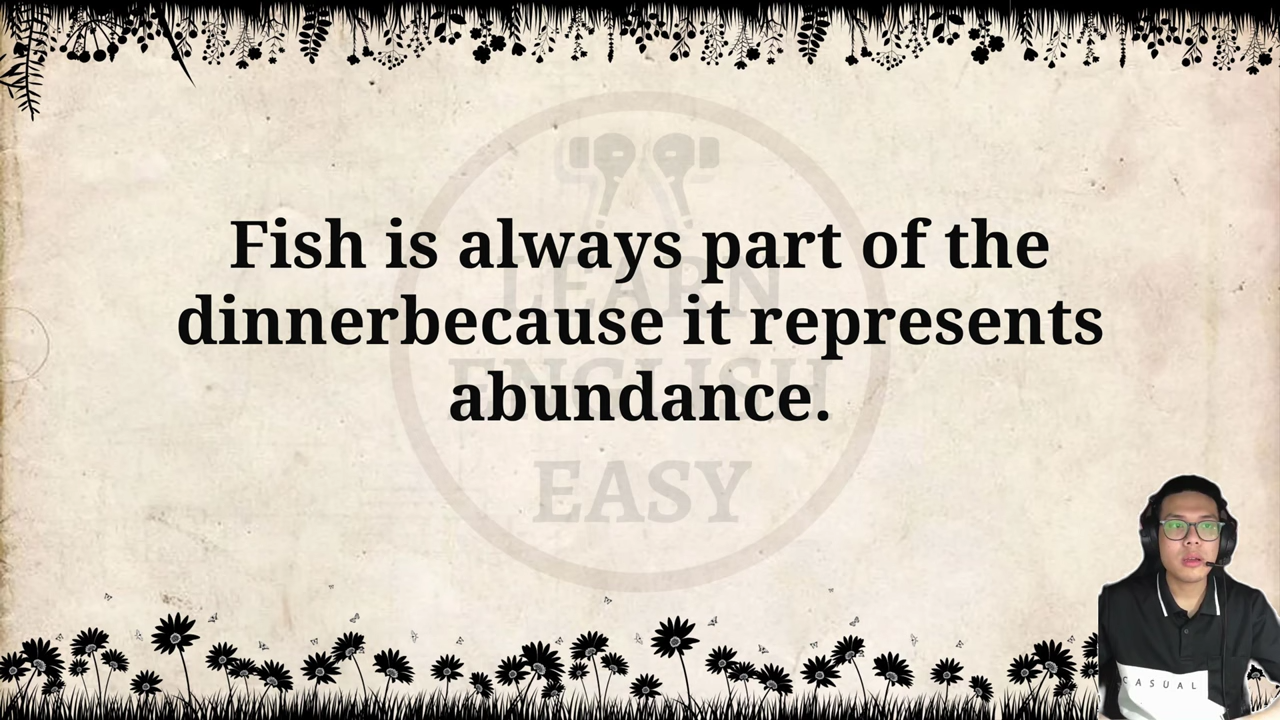 Fish is always part of the
dinnerbecause it represents
abundance.
LEARN
ENGLISH
EASY
CASUAL